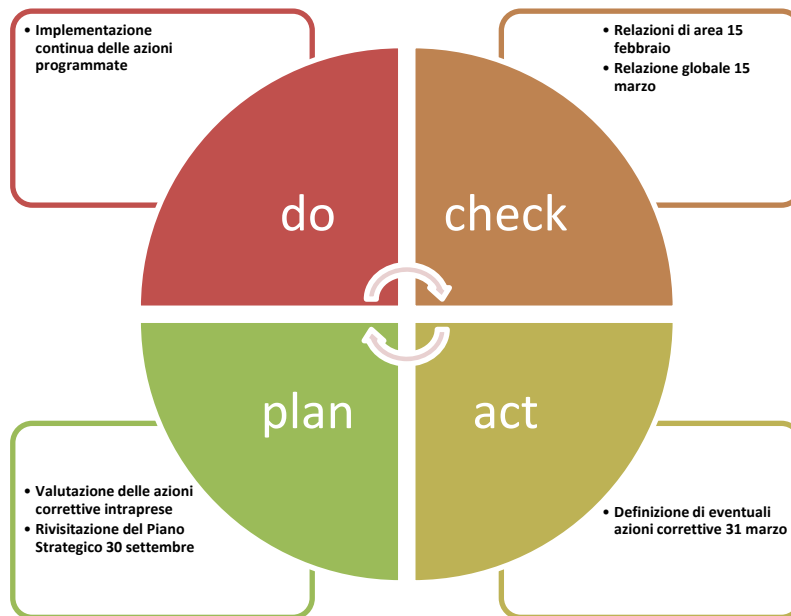 • Implementazione
continua delle azioni
programmate
• Relazioni di area 15
febbraio
• Relazione globale 15
marzo
do
check
plan
act
• Valutazione delle azioni
correttive intraprese
• Rivisitazione del Piano
Strategico 30 settembre
• Definizione di eventuali
azioni correttive 31 marzo